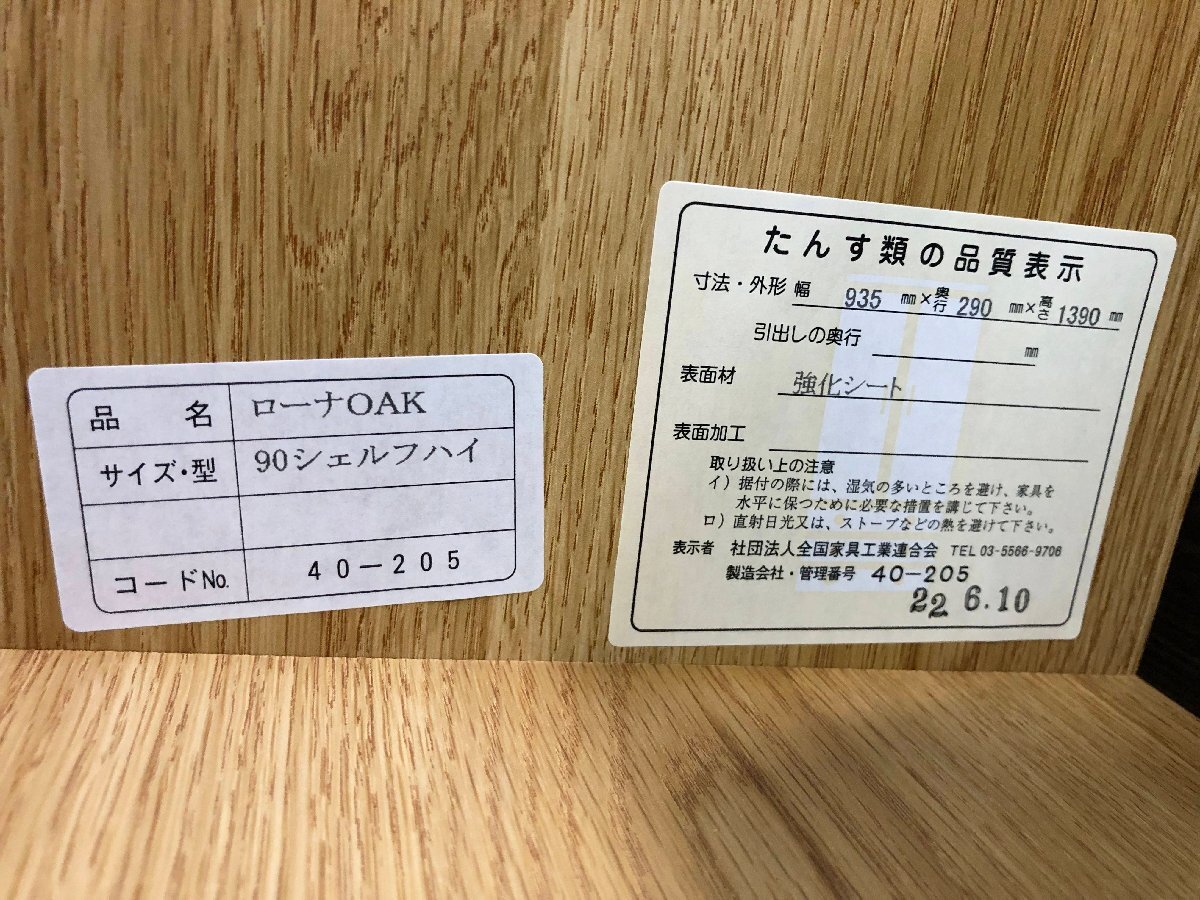 品 名 ローナOAK
サイズ・型 90シェルフハイ
コードNo. 40-205
たんす類の品質表示
寸法・外形 幅 935 mm×奥行 290 mm×高さ 1390 mm
引出しの奥行 mm
表面材 強化シート
表面加工
取り扱い上の注意
イ)据付の際には、湿気の多いところを避け、家具を
水平に保つために必要な措置を講じて下さい。
ロ)直射日光又は、ストーブなどの熱を避けて下さい。
表示者 社団法人全国家具工業連合会 TEL 03-5566-9706
製造会社・管理番号 40-205
22 6.10